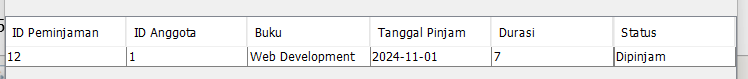 ID Peminjaman ID Anggota Buku Tanggal Pinjam Durasi Status
12 1 Web Development 2024-11-01 7 Dipinjam